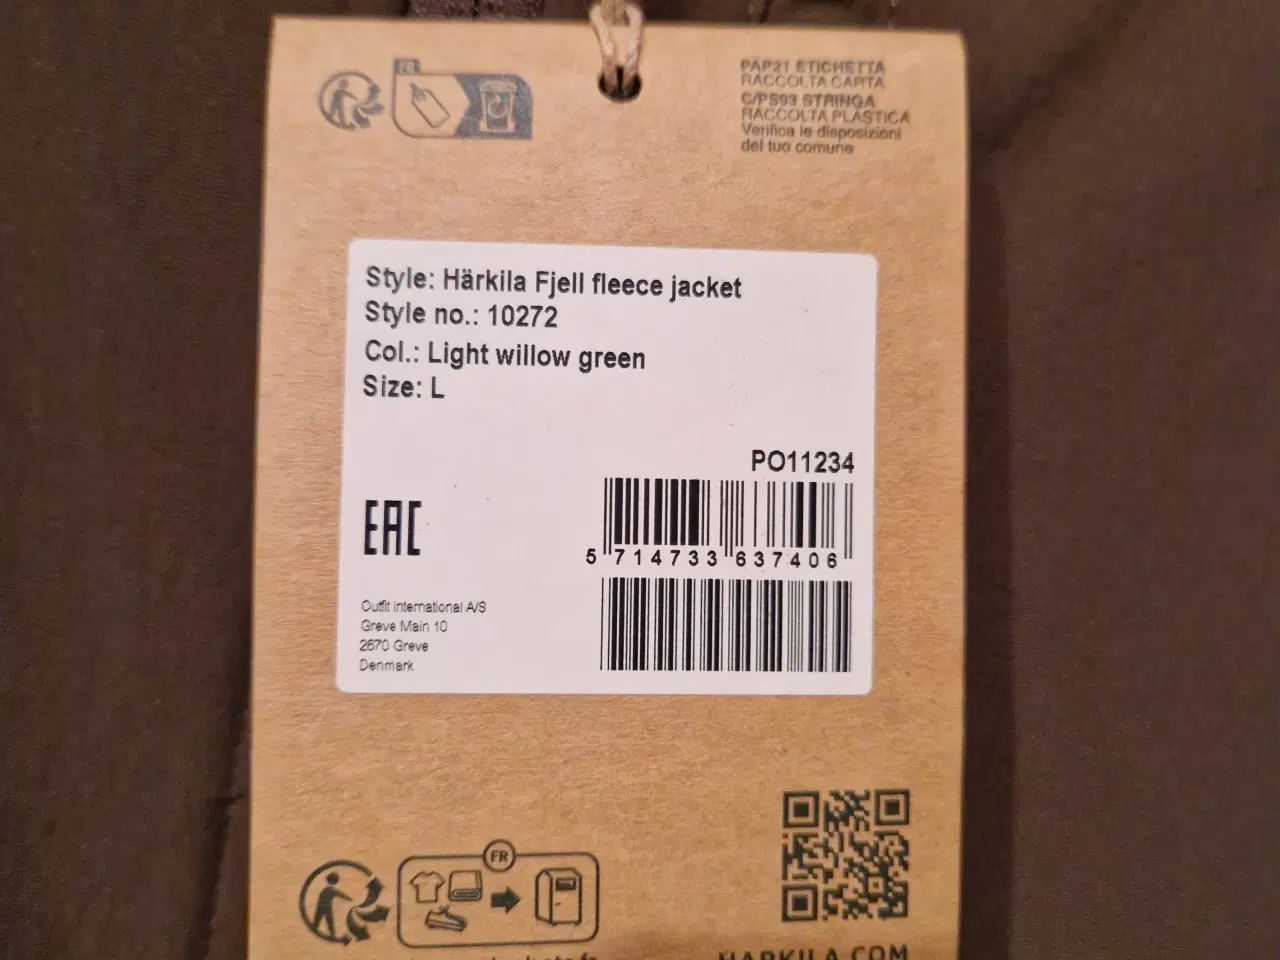 FR
PAP21 ETICHETTA
RACCOLTA CARTA
C/PS93 STRINGA
RACCOLTA PLASTICA
Verifica le disposizioni
del tuo comune
Style: Härkila Fjell fleece jacket
Style no.: 10272
Col.: Light willow green
Size: L
PO11234
EAC
5 714733 637406
Outfit international A/S
Greve Main 10
2670 Greve
Denmark
FR
HARKILA.COM